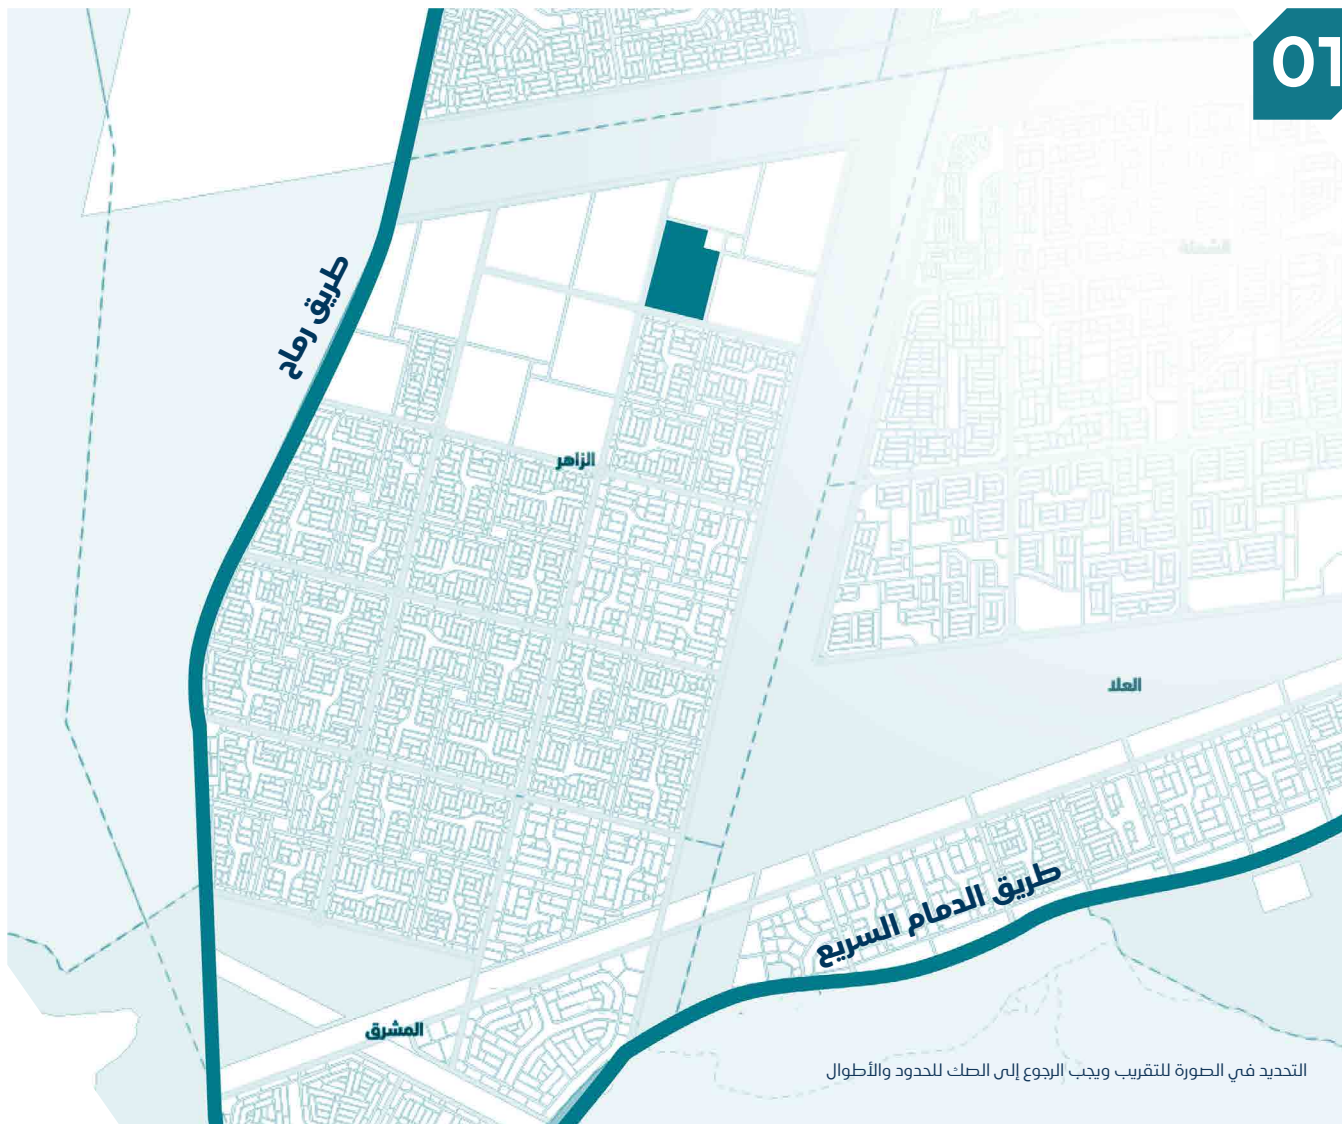 01
طريق رماح
الزاهر
العلا
طريق الدمام السريع
المشرق
التحديد في الصورة للتقريب ويجب الرجوع إلى الصك للحدود والأطوال